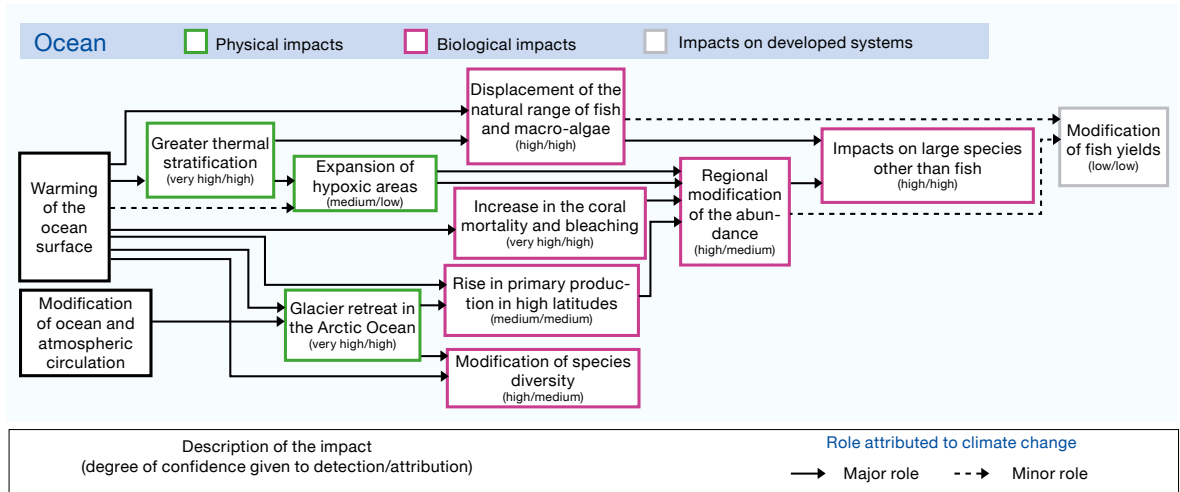 Ocean
Physical impacts
Biological impacts
Impacts on developed systems
Warming
of the
ocean
surface
Modification
of ocean and
atmospheric
circulation
Greater thermal
stratification
(very high/high)
Expansion of
hypoxic areas
(medium/low)
Glacier retreat in
the Arctic Ocean
(very high/high)
Displacement of the
natural range of fish
and macro-algae
(high/high)
Increase in the coral
mortality and bleaching
(very high/high)
Rise in primary produc-
tion in high latitudes
(medium/medium)
Modification of species
diversity
(high/medium)
Regional
modification
of the abun-
dance
(high/medium)
Impacts on large species
other than fish
(high/high)
Modification
of fish yields
(low/low)
Description of the impact
(degree of confidence given to detection/attribution)
Role attributed to climate change
Major role
Minor role